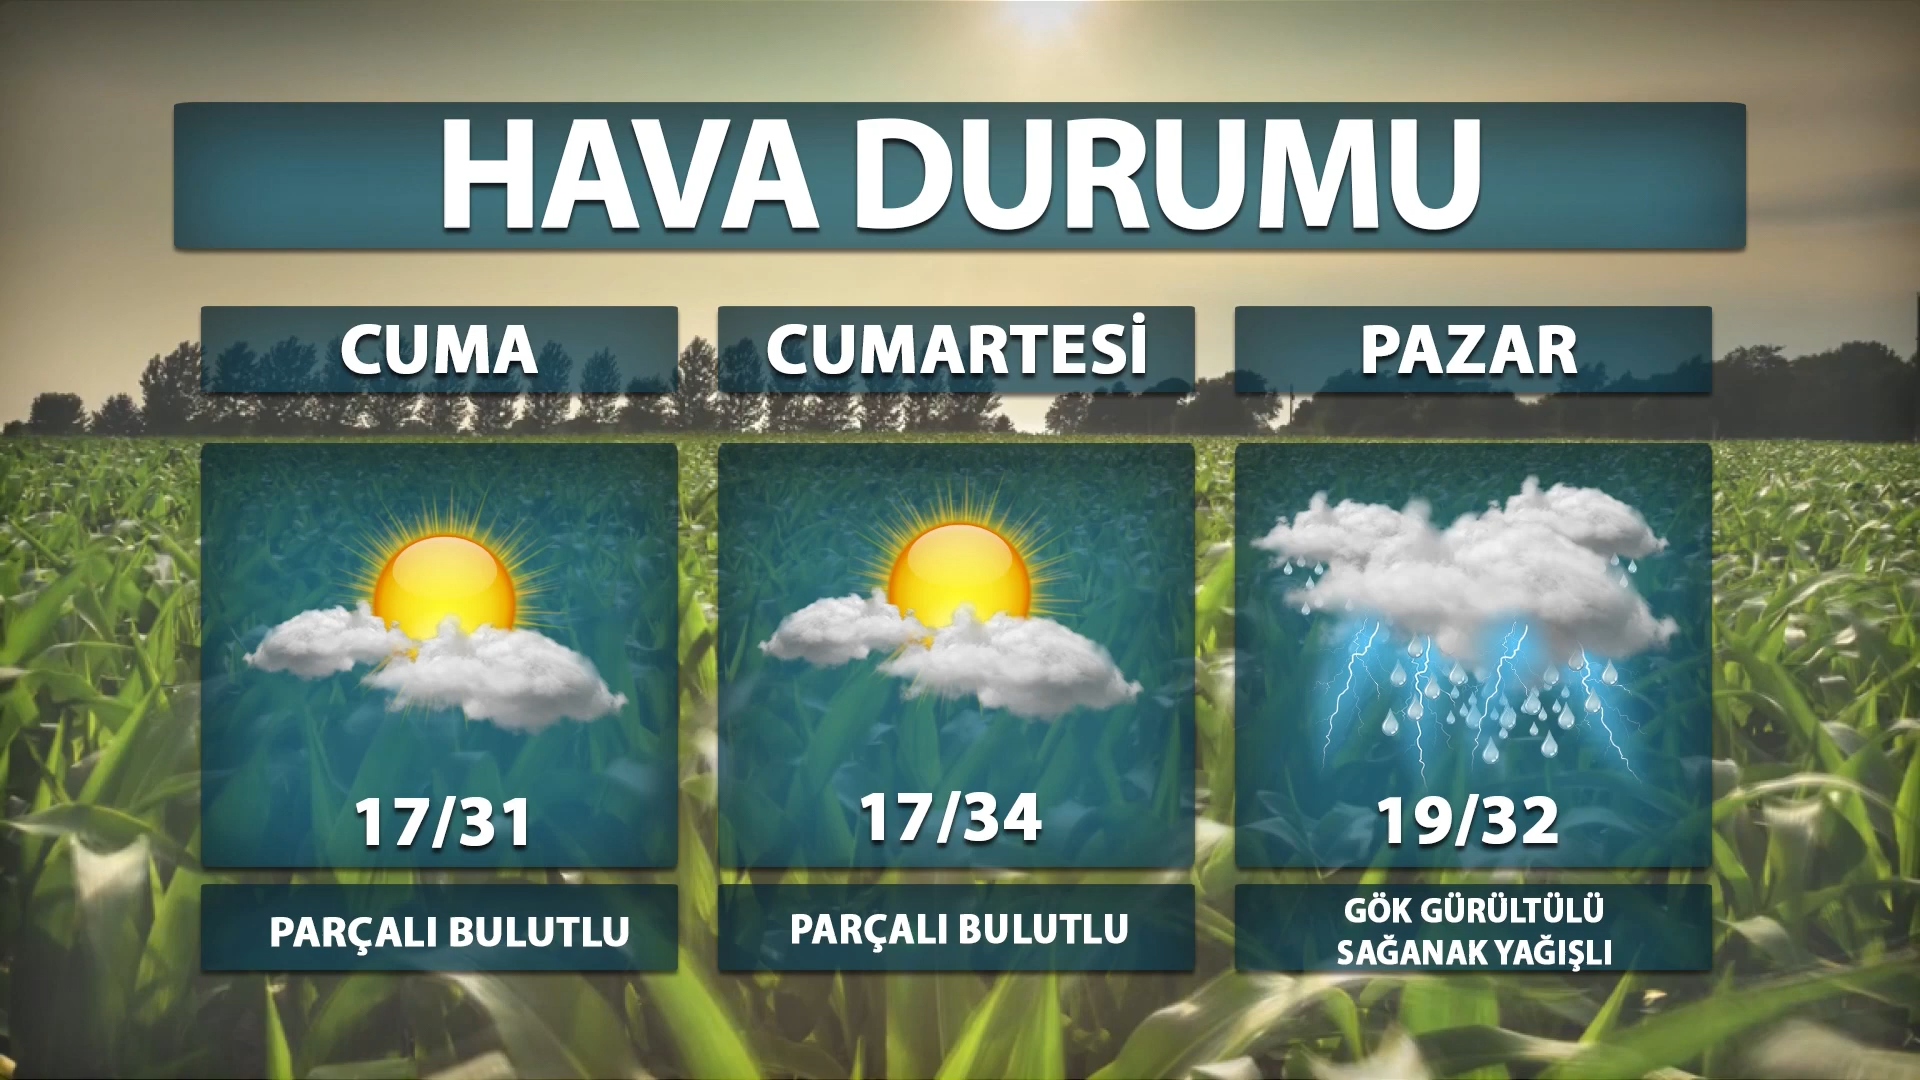 HAVA DURUMU
CUMA
CUMARTESİ
PAZAR
17/31
17/34
19/32
PARÇALI BULUTLU
PARÇALI BULUTLU
GÖK GÜRÜLTÜLÜ
SAĞANAK YAĞIŞLI